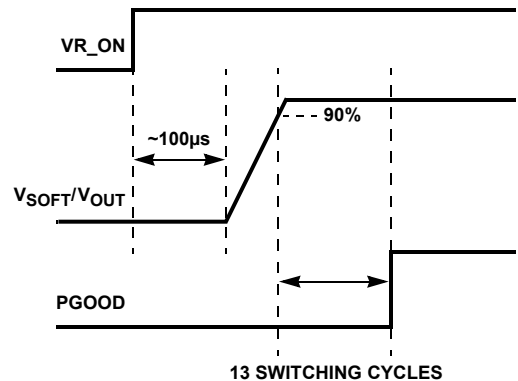 VR_ON
90%
~100µs
VSOFT/VOUT
PGOOD
13 SWITCHING CYCLES